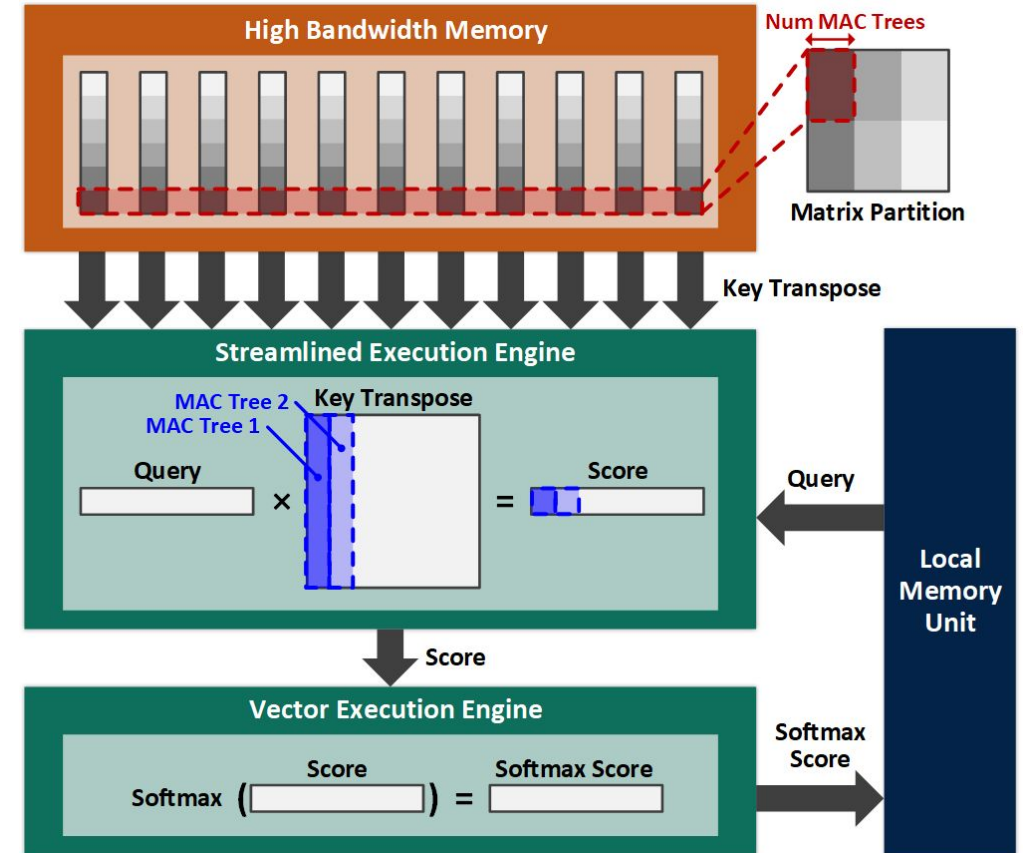 High Bandwidth Memory
Num MAC Trees
Matrix Partition
Key Transpose
Streamlined Execution Engine
MAC Tree 2
MAC Tree 1
Key Transpose
Query
×
=
Score
Query
Local
Memory
Unit
Score
Vector Execution Engine
Softmax
Score
Softmax ( Score ) = Softmax Score